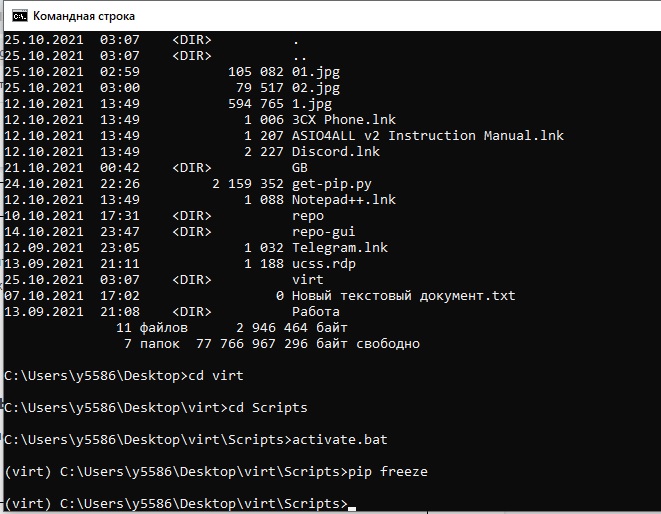 Командная строка
25.10.2021  03:07    <DIR>          .
25.10.2021  03:07    <DIR>          ..
25.10.2021  02:59           105 082 01.jpg
25.10.2021  03:00            79 517 02.jpg
12.10.2021  13:49           594 765 1.jpg
12.10.2021  13:49             1 006 3CX Phone.lnk
12.10.2021  13:49             1 207 ASIO4ALL v2 Instruction Manual.lnk
12.10.2021  13:49             2 227 Discord.lnk
21.10.2021  00:42    <DIR>          GB
24.10.2021  22:26         2 159 352 get-pip.py
12.10.2021  13:49             1 088 Notepad++.lnk
10.10.2021  17:31    <DIR>          repo
14.10.2021  23:47    <DIR>          repo-gui
12.09.2021  23:05             1 032 Telegram.lnk
13.09.2021  21:11             1 188 ucss.rdp
25.10.2021  03:07    <DIR>          virt
07.10.2021  17:02                 0 Новый текстовый документ.txt
13.09.2021  21:08    <DIR>          Работа
11 файлов      2 946 464 байт
7 папок  77 766 967 296 байт свободно
C:\Users\y5586\Desktop>cd virt
C:\Users\y5586\Desktop\virt>cd Scripts
C:\Users\y5586\Desktop\virt\Scripts>activate.bat
(virt) C:\Users\y5586\Desktop\virt\Scripts>pip freeze
(virt) C:\Users\y5586\Desktop\virt\Scripts>